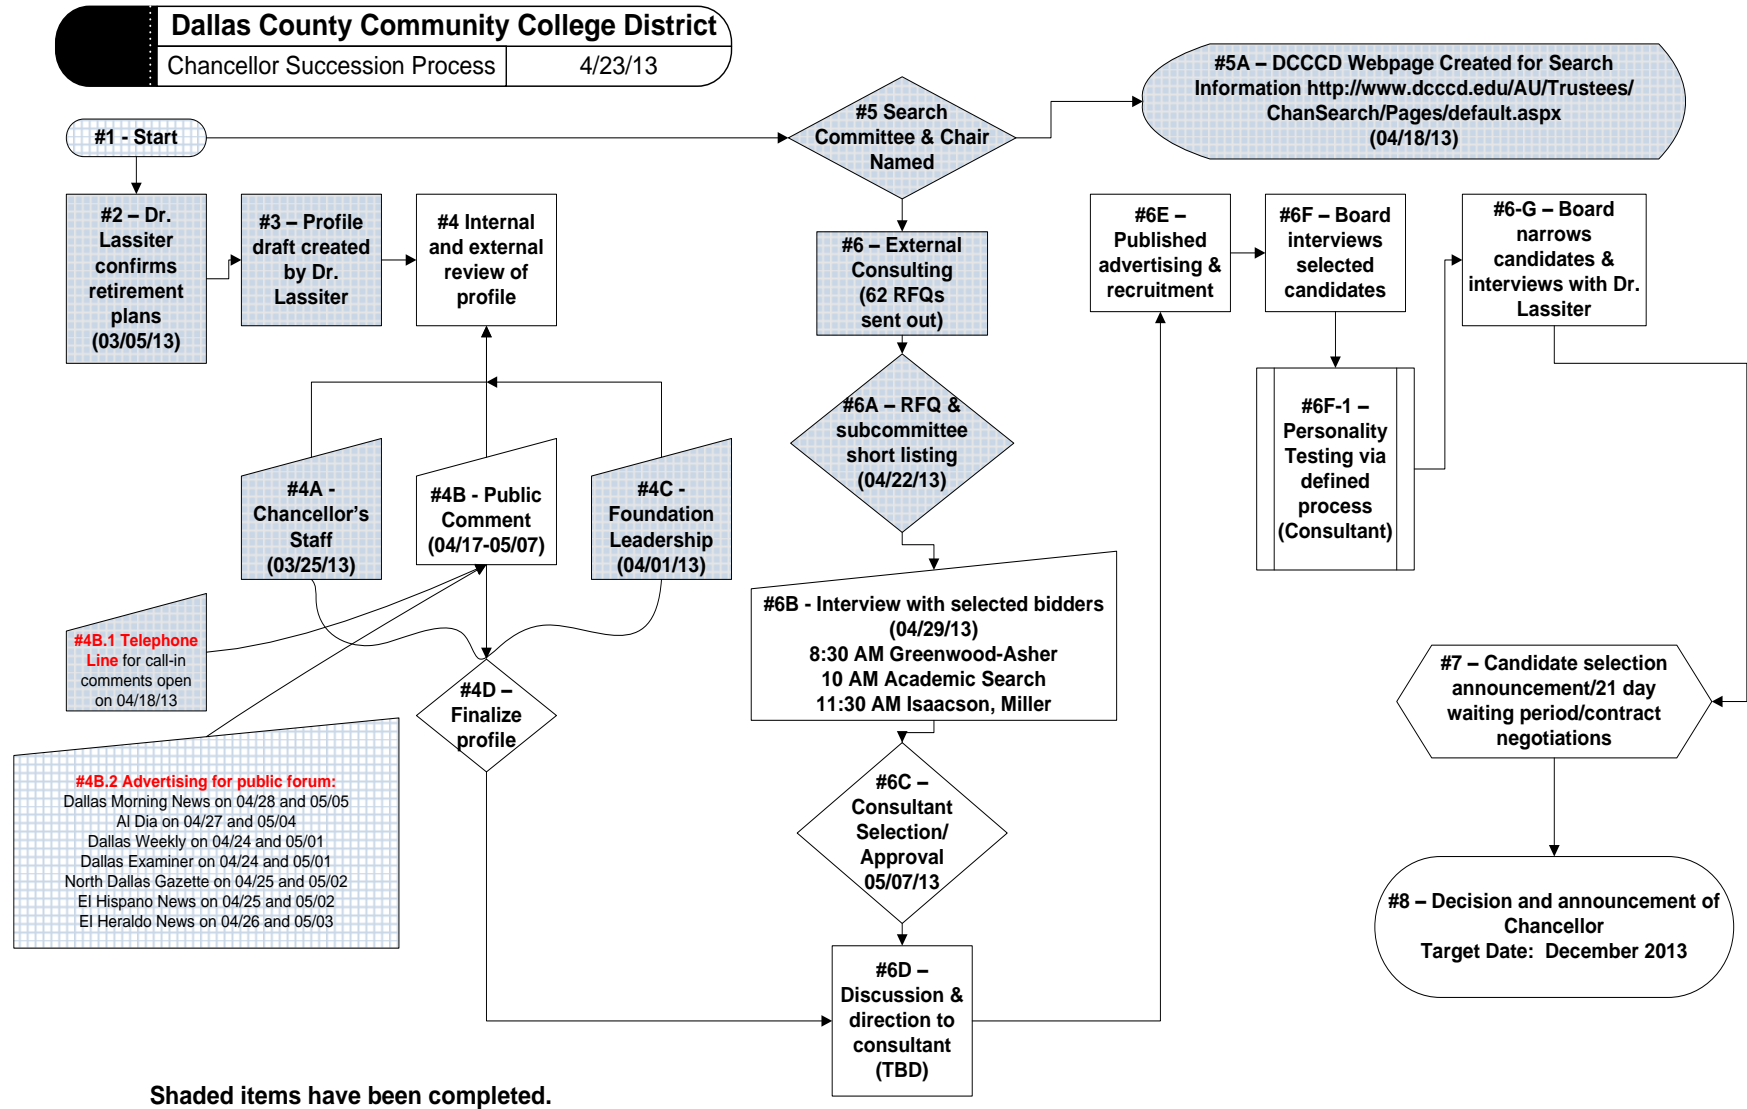 Dallas County Community College District
Chancellor Succession Process
4/23/13
#1 - Start
#2 – Dr.
Lassiter
confirms
retirement
plans
(03/05/13)
#3 – Profile
draft created
by Dr.
Lassiter
#4 Internal
and external
review of
profile
#4A -
Chancellor's
Staff
(03/25/13)
#4B - Public
Comment
(04/17-05/07)
#4C -
Foundation
Leadership
(04/01/13)
#4B.1 Telephone
Line for call-in
comments open
on 04/18/13
#4B.2 Advertising for public forum:
Dallas Morning News on 04/28 and 05/05
Al Dia on 04/27 and 05/04
Dallas Weekly on 04/24 and 05/01
Dallas Examiner on 04/24 and 05/01
North Dallas Gazette on 04/25 and 05/02
El Hispano News on 04/25 and 05/02
El Heraldo News on 04/26 and 05/03
#4D –
Finalize
profile
#5 Search
Committee & Chair
Named
#5A – DCCCD Webpage Created for Search
Information http://www.dcccd.edu/AU/Trustees/
ChanSearch/Pages/default.aspx
(04/18/13)
#6 – External
Consulting
(62 RFQs
sent out)
#6A – RFQ &
subcommittee
short listing
(04/22/13)
#6B - Interview with selected bidders
(04/29/13)
8:30 AM Greenwood-Asher
10 AM Academic Search
11:30 AM Isaacson, Miller
#6C –
Consultant
Selection/
Approval
05/07/13
#6D –
Discussion &
direction to
consultant
(TBD)
#6E –
Published
advertising &
recruitment
#6F – Board
interviews
selected
candidates
#6F-1 –
Personality
Testing via
defined
process
(Consultant)
#6-G – Board
narrows
candidates &
interviews with Dr.
Lassiter
#7 – Candidate selection
announcement/21 day
waiting period/contract
negotiations
#8 – Decision and announcement of
Chancellor
Target Date: December 2013
Shaded items have been completed.